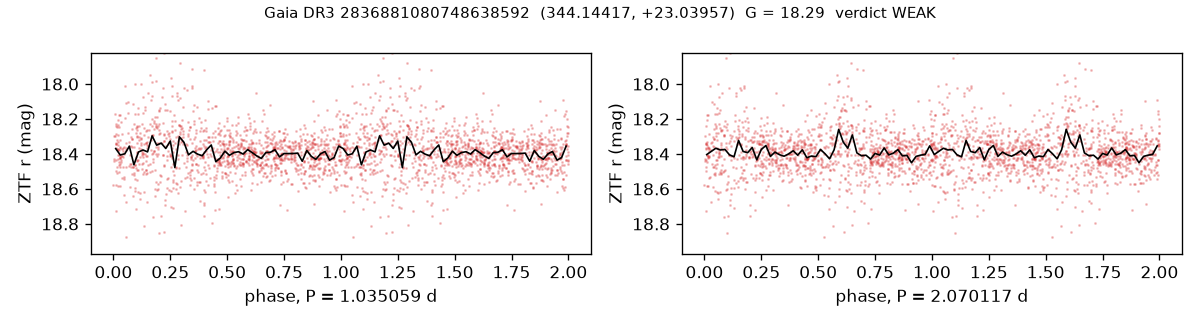 Gaia DR3 2836881080748638592 (344.14417, +23.03957) G = 18.29 verdict WEAK
ZTF r (mag)
18.0
18.2
18.4
18.6
18.8
0.00 0.25 0.50 0.75 1.00 1.25 1.50 1.75 2.00
phase, P = 1.035059 d
ZTF r (mag)
18.0
18.2
18.4
18.6
18.8
0.00 0.25 0.50 0.75 1.00 1.25 1.50 1.75 2.00
phase, P = 2.070117 d